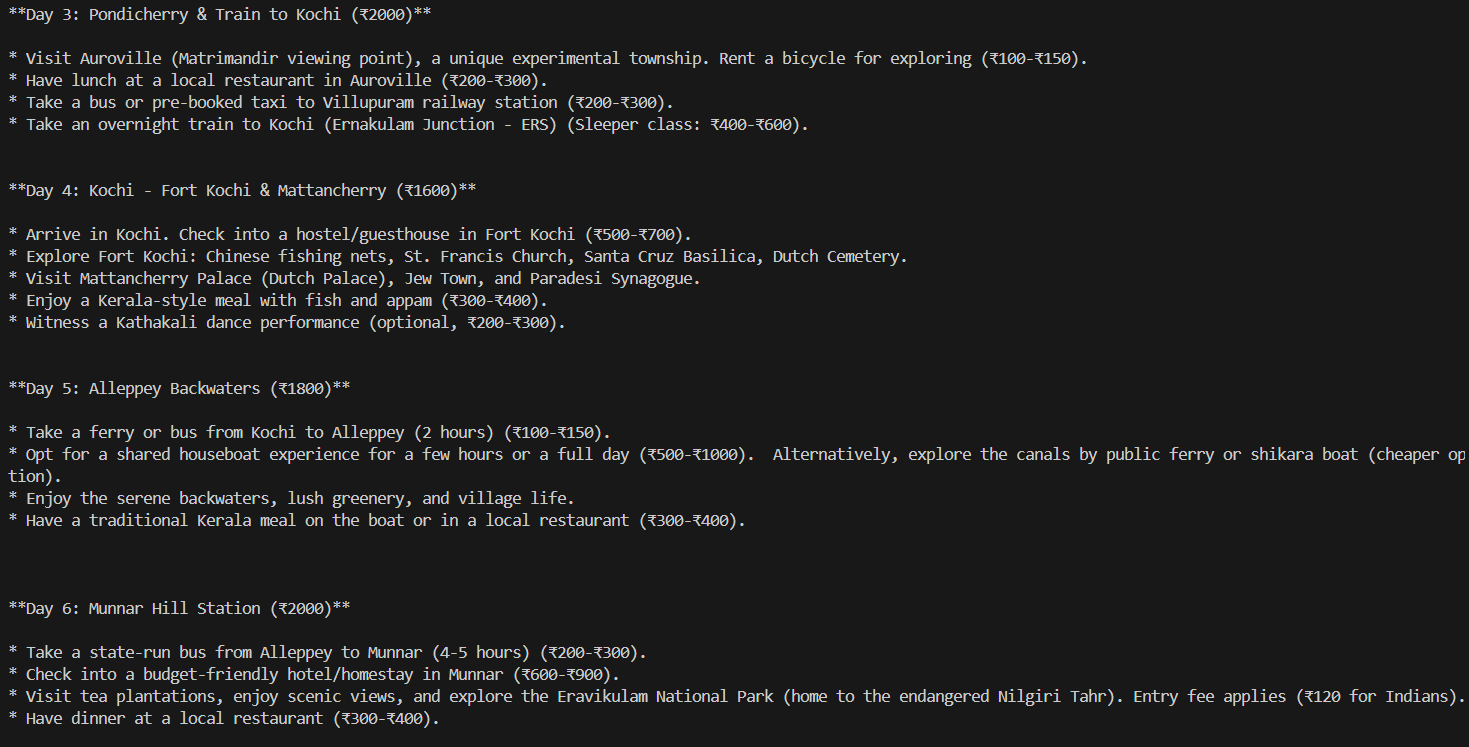 **Day 3: Pondicherry & Train to Kochi (₹2000)**
* Visit Auroville (Matrimandir viewing point), a unique experimental township. Rent a bicycle for exploring (₹100-₹150).
* Have lunch at a local restaurant in Auroville (₹200-₹300).
* Take a bus or pre-booked taxi to Villupuram railway station (₹200-₹300).
* Take an overnight train to Kochi (Ernakulam Junction - ERS) (Sleeper class: ₹400-₹600).
**Day 4: Kochi - Fort Kochi & Mattancherry (₹1600)**
* Arrive in Kochi. Check into a hostel/guesthouse in Fort Kochi (₹500-₹700).
* Explore Fort Kochi: Chinese fishing nets, St. Francis Church, Santa Cruz Basilica, Dutch Cemetery.
* Visit Mattancherry Palace (Dutch Palace), Jew Town, and Paradesi Synagogue.
* Enjoy a Kerala-style meal with fish and appam (₹300-₹400).
* Witness a Kathakali dance performance (optional, ₹200-₹300).
**Day 5: Alleppey Backwaters (₹1800)**
* Take a ferry or bus from Kochi to Alleppey (2 hours) (₹100-₹150).
* Opt for a shared houseboat experience for a few hours or a full day (₹500-₹1000).  Alternatively, explore the canals by public ferry or shikara boat (cheaper op
tion).
* Enjoy the serene backwaters, lush greenery, and village life.
* Have a traditional Kerala meal on the boat or in a local restaurant (₹300-₹400).
**Day 6: Munnar Hill Station (₹2000)**
* Take a state-run bus from Alleppey to Munnar (4-5 hours) (₹200-₹300).
* Check into a budget-friendly hotel/homestay in Munnar (₹600-₹900).
* Visit tea plantations, enjoy scenic views, and explore the Eravikulam National Park (home to the endangered Nilgiri Tahr). Entry fee applies (₹120 for Indians).
* Have dinner at a local restaurant (₹300-₹400).